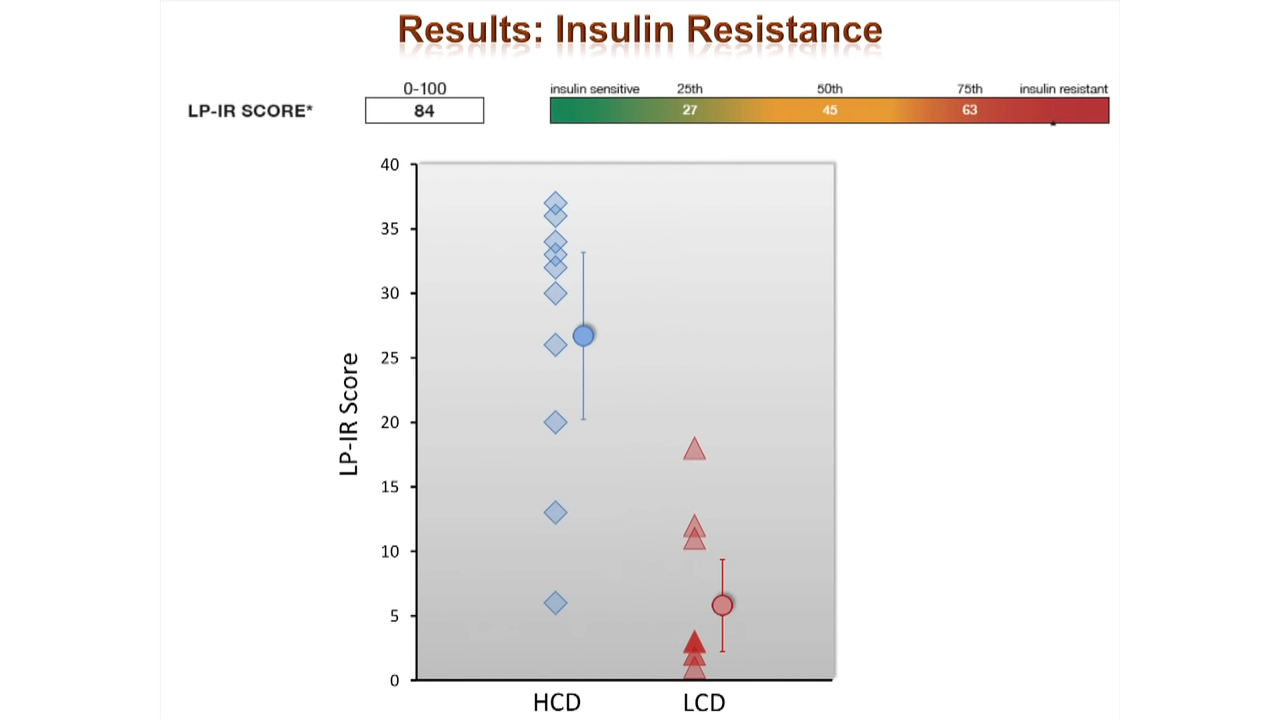 Results: Insulin Resistance
0-100
insulin sensitive 25th 50th 75th insulin resistant
LP-IR SCORE* 84 27 45 63
40
35
30
25
20
15
10
5
0
LP-IR Score
HCD LCD